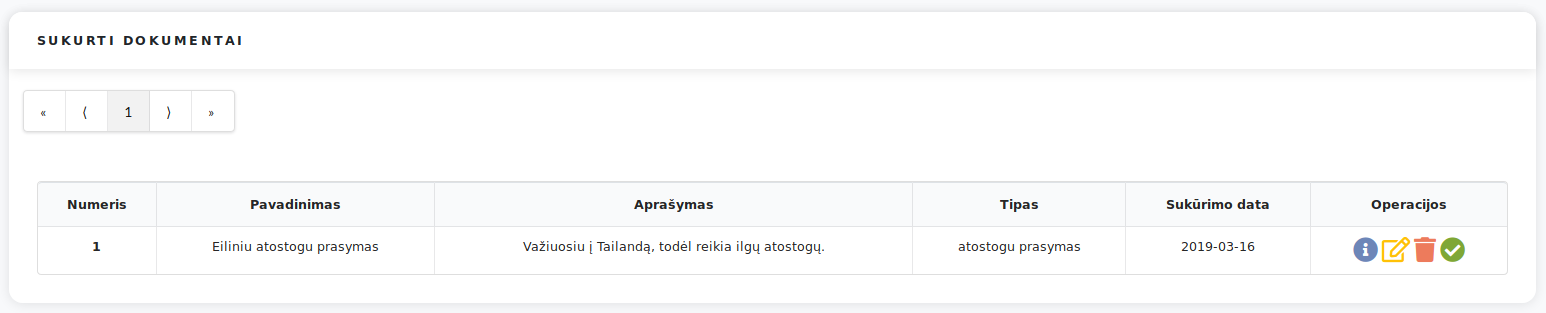 SUKURTI DOKUMENTAI
« ⟨ 1 ⟩ »
Numeris Pavadinimas Aprašymas Tipas Sukūrimo data Operacijos
1 Eiliniu atostogu prasymas Važiuosiu į Tailandą, todėl reikia ilgų atostogų. atostogu prasymas 2019-03-16